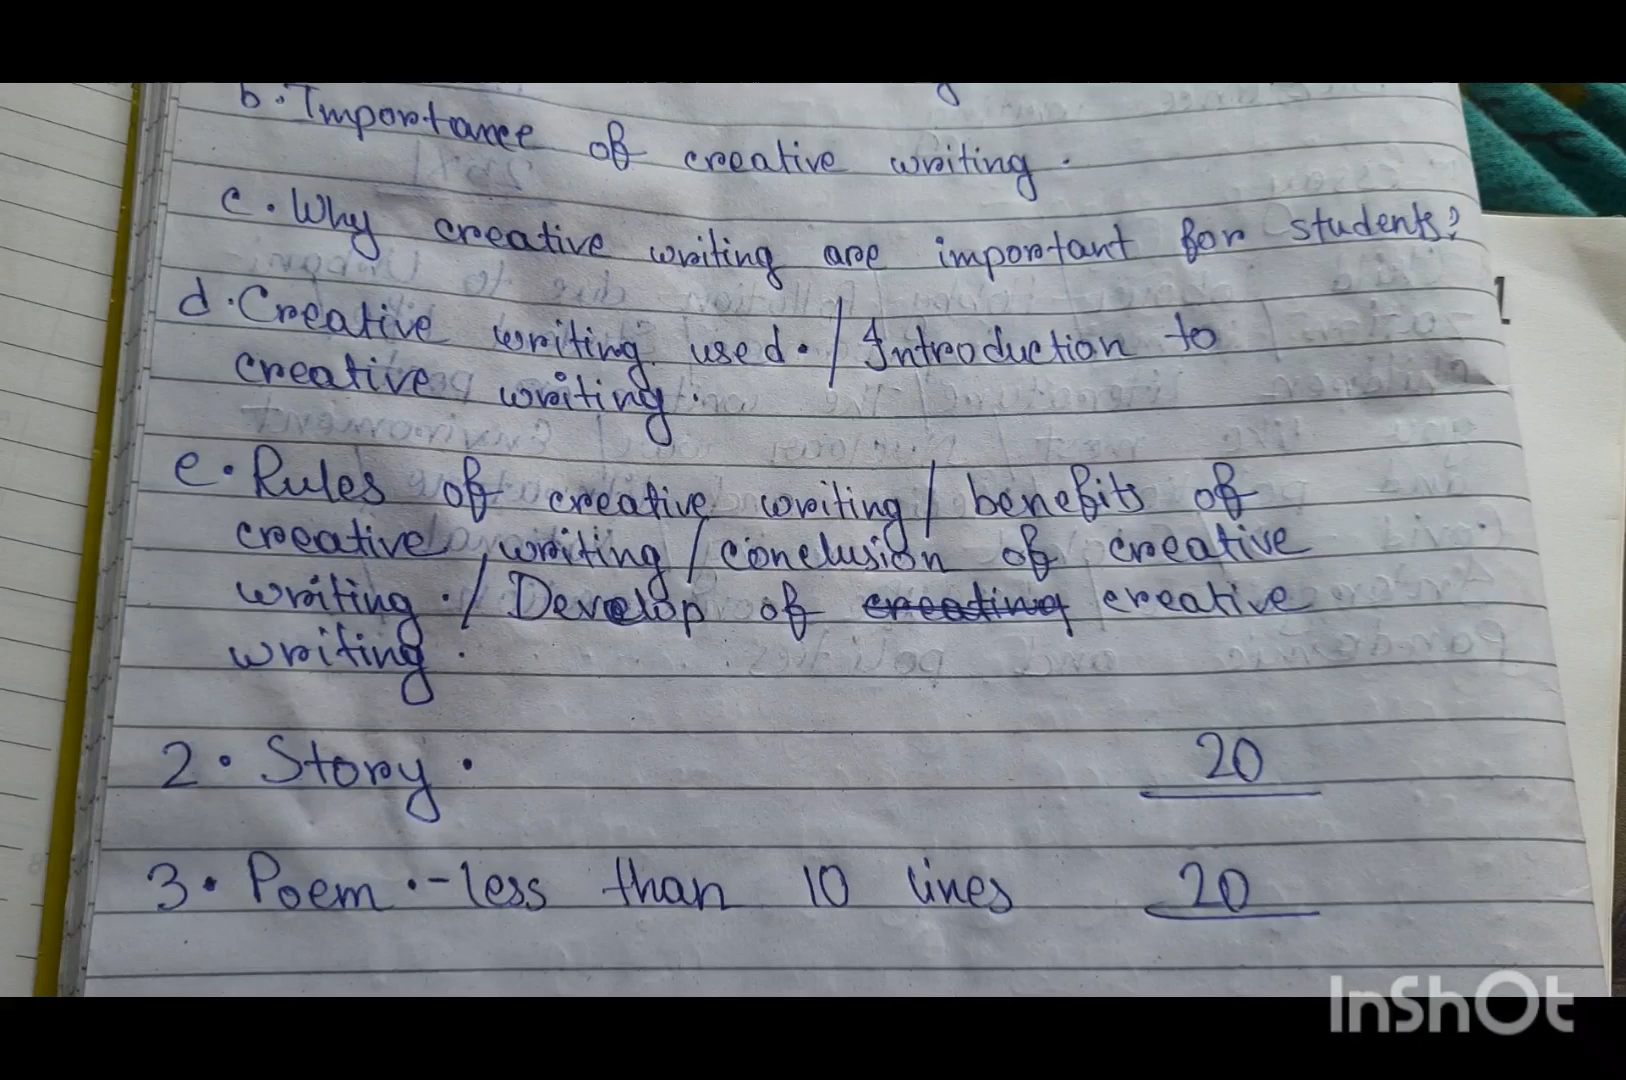 b. Importance of creative writing.
c. Why creative writing are important for students?
d. Creative writing used. / Introduction to
creative writing.
e. Rules of creative writing / benefits of
creative writing / conclusion of creative
writing. / Develop of creating creative
writing.
2. Story. 20
3. Poem. - less than 10 lines 20
InShOt